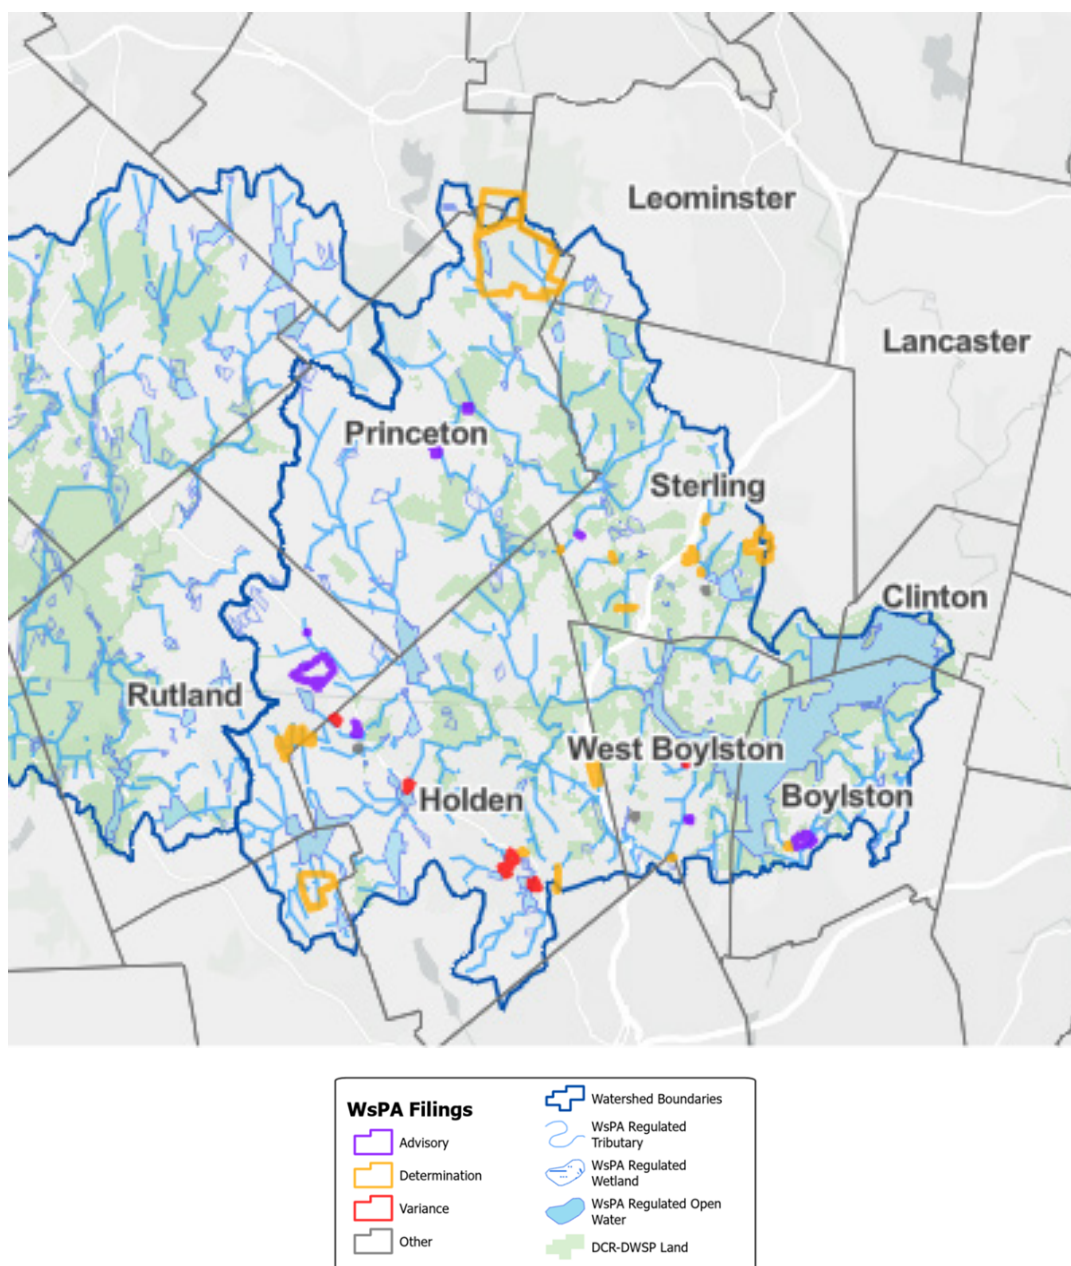 Leominster
Lancaster
Princeton
Sterling
Clinton
Rutland
West Boylston
Holden
Boylston
WsPA Filings
Advisory
Determination
Variance
Other
Watershed Boundaries
WsPA Regulated
Tributary
WsPA Regulated
Wetland
WsPA Regulated Open
Water
DCR-DWSP Land